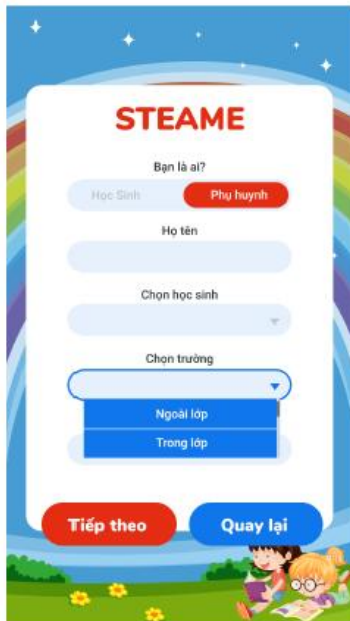 STEAME
Bạn là ai?
Học Sinh Phụ huynh
Họ tên
Chọn học sinh
Chọn trường
Ngoài lớp
Trong lớp
Tiếp theo Quay lại